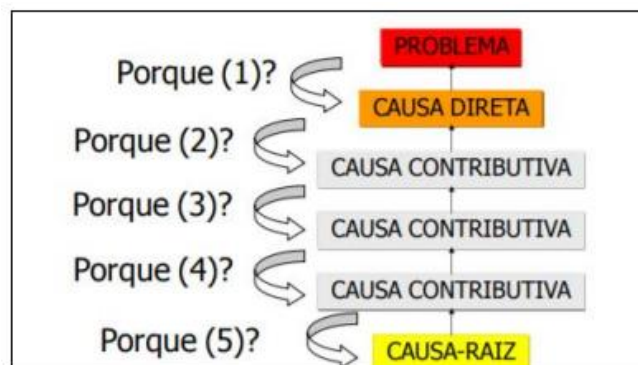 PROBLEMA
Porque (1)?
CAUSA DIRETA
Porque (2)?
CAUSA CONTRIBUTIVA
Porque (3)?
CAUSA CONTRIBUTIVA
Porque (4)?
CAUSA CONTRIBUTIVA
Porque (5)?
CAUSA-RAIZ